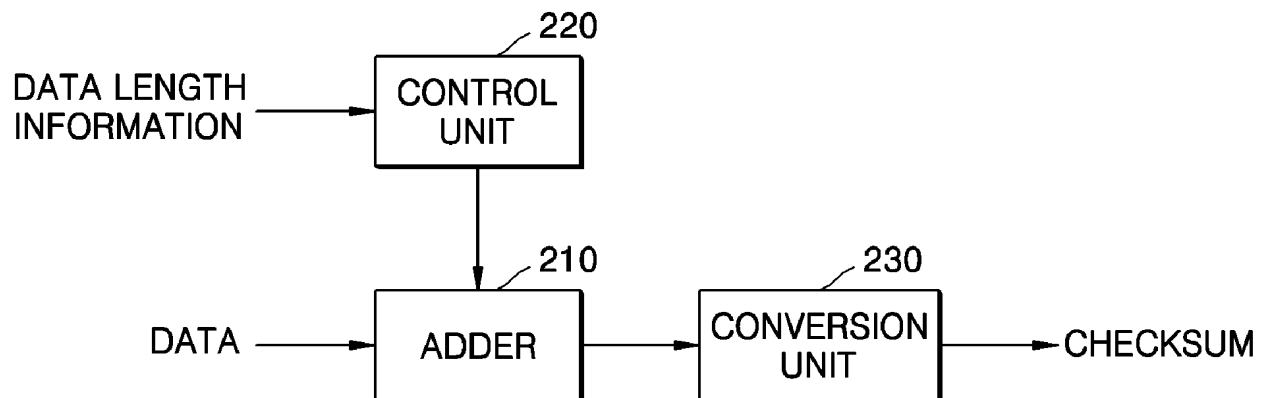 220
DATA LENGTH
INFORMATION
CONTROL
UNIT
210
230
DATA
ADDER
CONVERSION
UNIT
CHECKSUM